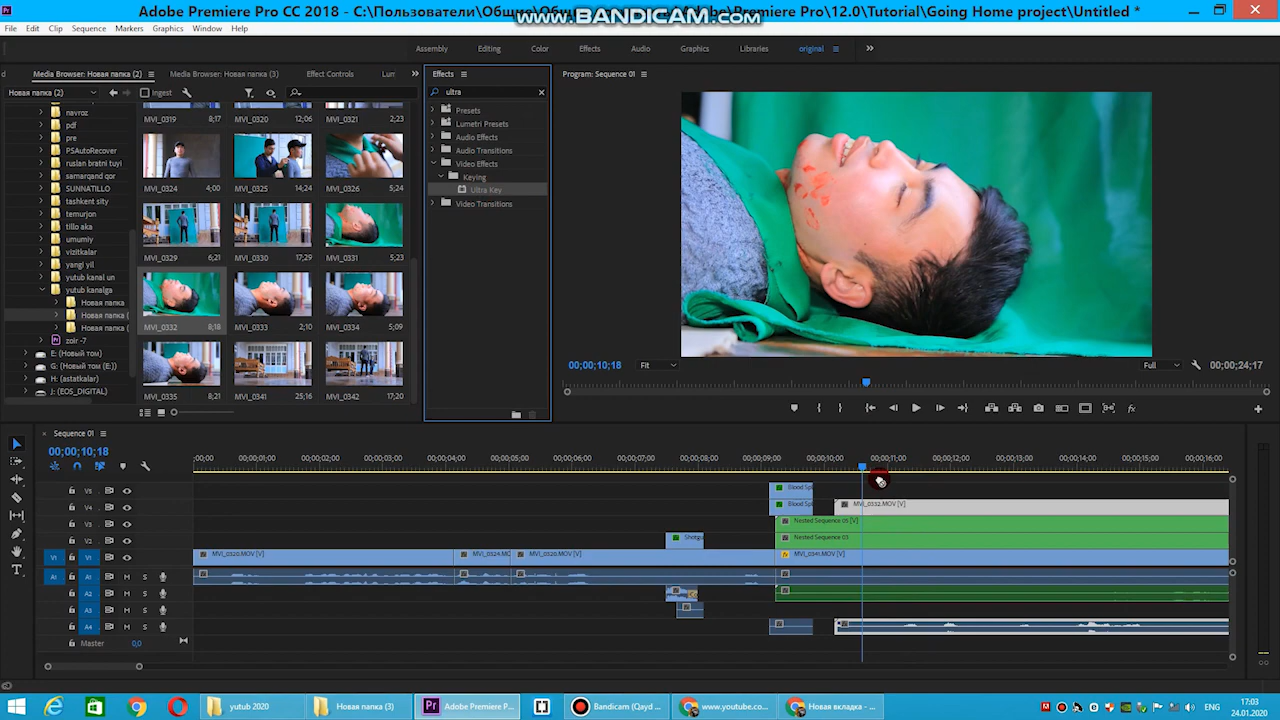 Adobe Premiere Pro CC 2018 - C:\Пользователи\Общие\Общ
Premiere Pro\12.0\Tutorial\Going Home project\Untitled *
www.BANDICAM.com
File Edit Clip Sequence Markers Graphics Window Help
Assembly Editing Color Effects Audio Graphics Libraries original
Media Browser: Новая папка (2) Media Browser: Новая папка (3) Effect Controls Lun
Новая папка (2) Ingest
navroz
pdf
pre
PSAutoRecover
ruslan bratni tuyi
samarqand qor
SUNNATILLO
tashkent sity
temurjon
tillo aka
umumiy
vizitkalar
yangi yil
yutub kanal un
yutub kanalga
Новая папка
Новая папка (
Новая папка (
zoir -7
E: (Новый том)
G: (Новый том (E:))
H: (astatkalar)
J: (EOS_DIGITAL)
MVI_0319 8;17 MVI_0320 12;06 MVI_0321 2;23
MVI_0324 4;00 MVI_0325 14;24 MVI_0326 5;24
MVI_0329 6;21 MVI_0330 17;29 MVI_0331 5;23
MVI_0332 8;18 MVI_0333 2;10 MVI_0334 5;09
MVI_0335 8;21 MVI_0341 25;16 MVI_0342 17;20
Effects
ultra
Presets
Lumetri Presets
Audio Effects
Audio Transitions
Video Effects
Keying
Ultra Key
Video Transitions
Program: Sequence 01
00;00;10;18 Fit Full 00;00;24;17
Sequence 01
00;00;10;18
;00;00 00;00;01;00 00;00;02;00 00;00;03;00 00;00;04;00 00;00;05;00 00;00;06;00 00;00;07;00 00;00;08;00 00;00;09;00 00;00;10;00 00;00;11;00 00;00;12;00 00;00;13;00 00;00;14;00 00;00;15;00 00;00;16;00
V5 Blood Spl
V4 Blood Spl MVI_0332.MOV [V]
V3 Nested Sequence 05 [V]
V2 Shotgu Nested Sequence 03
V1 V1 MVI_0320.MOV [V] MVI_0324.MC MVI_0320.MOV [V] MVI_0341.MOV [V]
A1 A1 M S
A2 M S
A3 M S
A4 M S
Master 0,0
yutub 2020 Новая папка (3) Adobe Premiere P... Bandicam (Qayd ... www.youtube.co... Новая вкладка - ...
ENG
17:03
24.01.2020